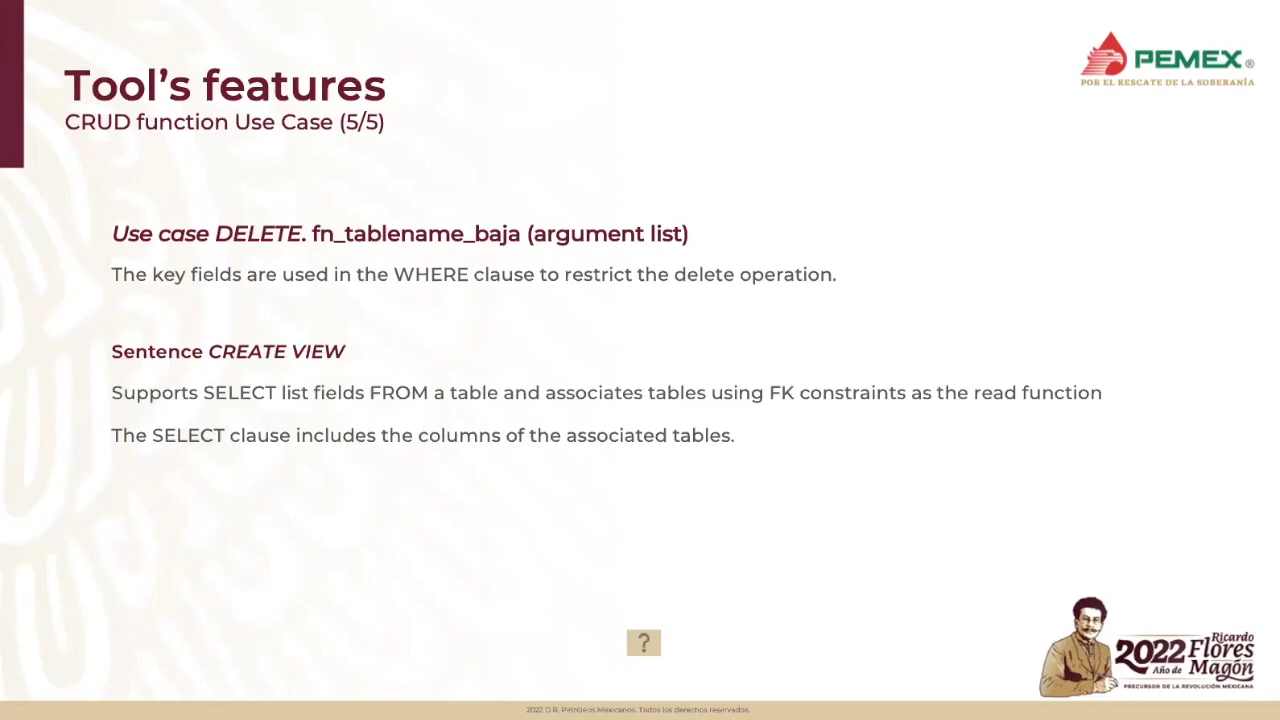 Tool's features
CRUD function Use Case (5/5)
PEMEX ®
POR EL RESCATE DE LA SOBERANÍA
Use case DELETE. fn_tablename_baja (argument list)
The key fields are used in the WHERE clause to restrict the delete operation.
Sentence CREATE VIEW
Supports SELECT list fields FROM a table and associates tables using FK constraints as the read function
The SELECT clause includes the columns of the associated tables.
?
2022 Ricardo
Año de Flores
Magón
PRECURSOR DE LA REVOLUCIÓN MEXICANA
2022 D.R. Petróleos Mexicanos. Todos los derechos reservados.